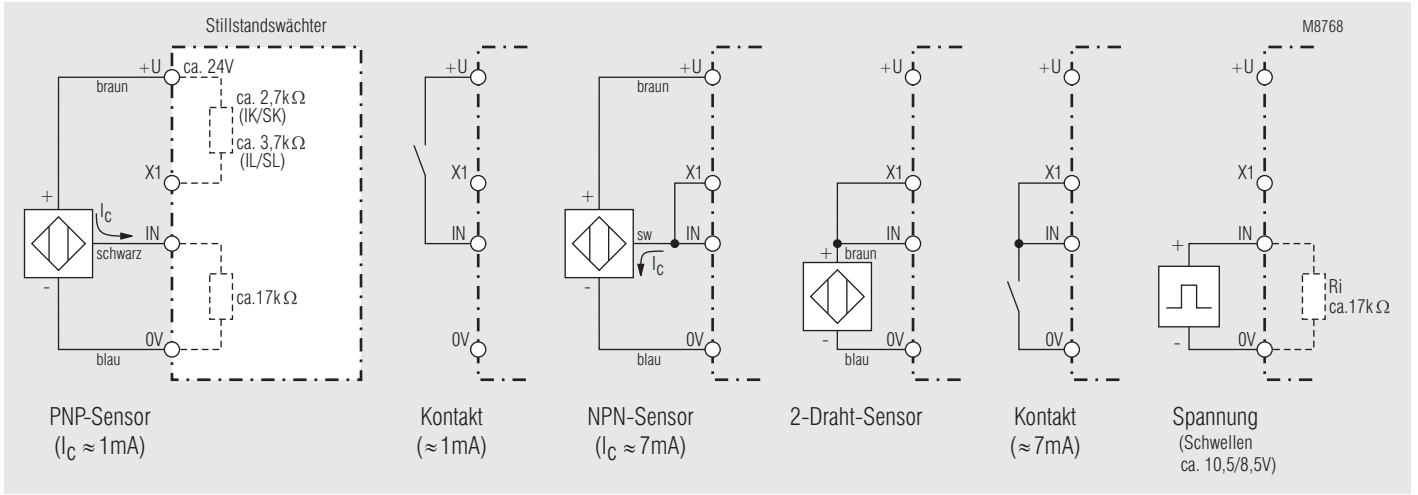 Stillstandswächter
M8768
+U
ca. 24V
braun
ca. 2,7kΩ
(IK/SK)
ca. 3,7kΩ
(IL/SL)
X1
+
IC
IN
schwarz
-
ca.17kΩ
0V
blau
PNP-Sensor
(IC ≈ 1mA)
+U
X1
IN
0V
Kontakt
(≈ 1mA)
+U
braun
X1
+
sw
IN
IC
-
0V
blau
NPN-Sensor
(IC ≈ 7mA)
+U
X1
IN
+
braun
-
0V
blau
2-Draht-Sensor
+U
X1
IN
0V
Kontakt
(≈ 7mA)
+U
X1
IN
+
Ri
ca.17kΩ
-
0V
Spannung
(Schwellen
ca. 10,5/8,5V)